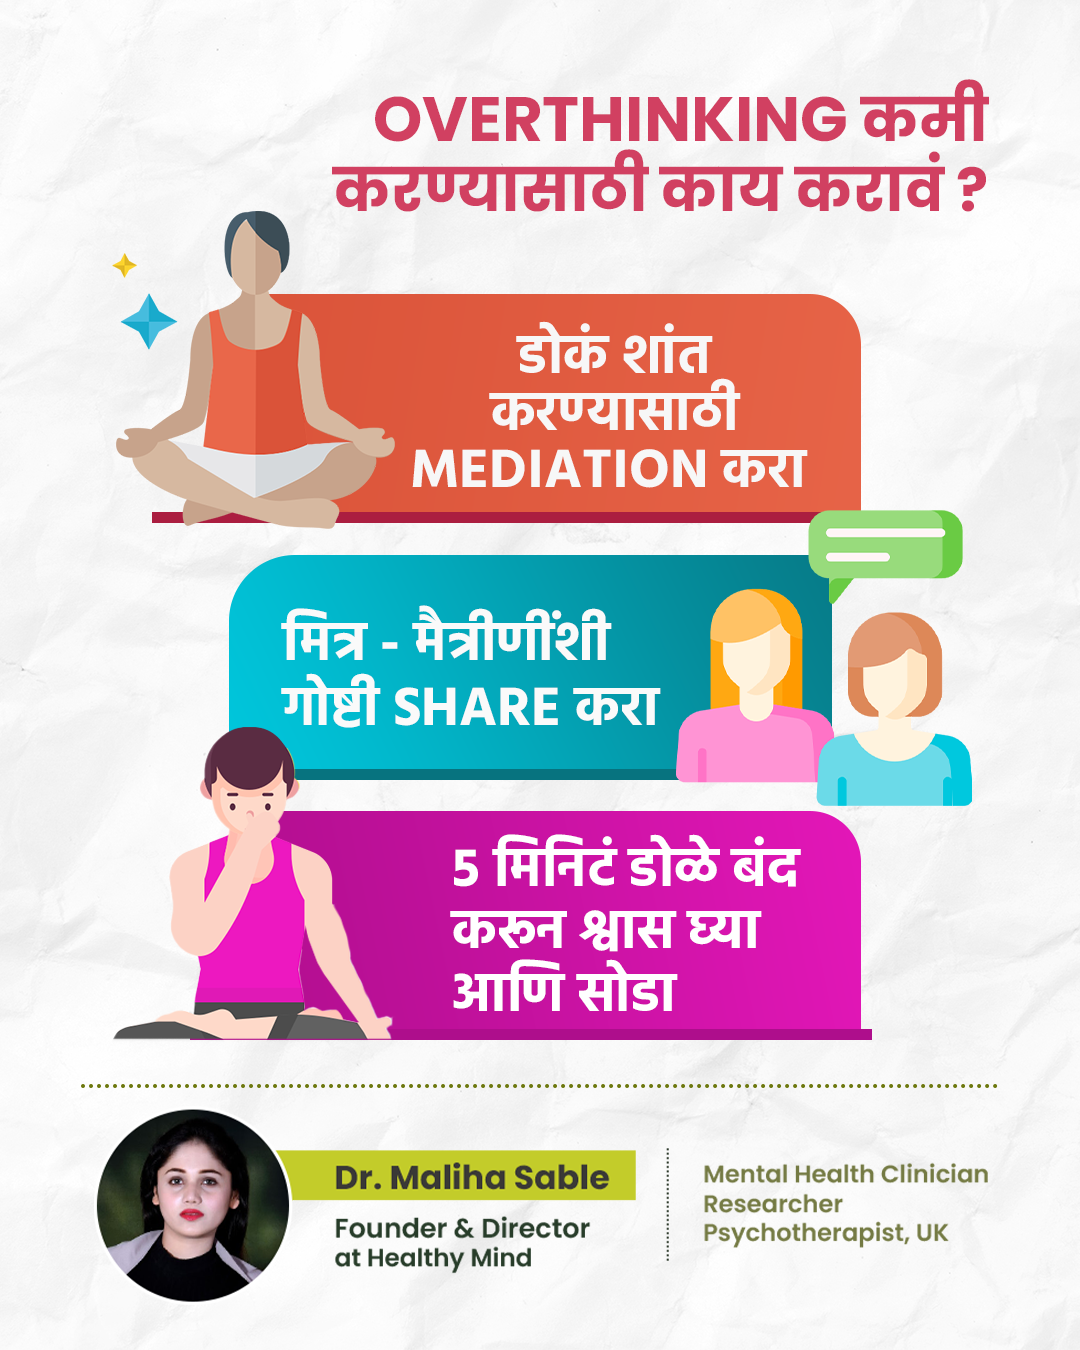 OVERTHINKING कमी
करण्यासाठी काय करावं ?
डोकं शांत
करण्यासाठी
MEDIATION करा
मित्र - मैत्रीणींशी
गोष्टी SHARE करा
5 मिनिटं डोळे बंद
करून श्वास घ्या
आणि सोडा
Dr. Maliha Sable
Founder & Director
at Healthy Mind
Mental Health Clinician
Researcher
Psychotherapist, UK